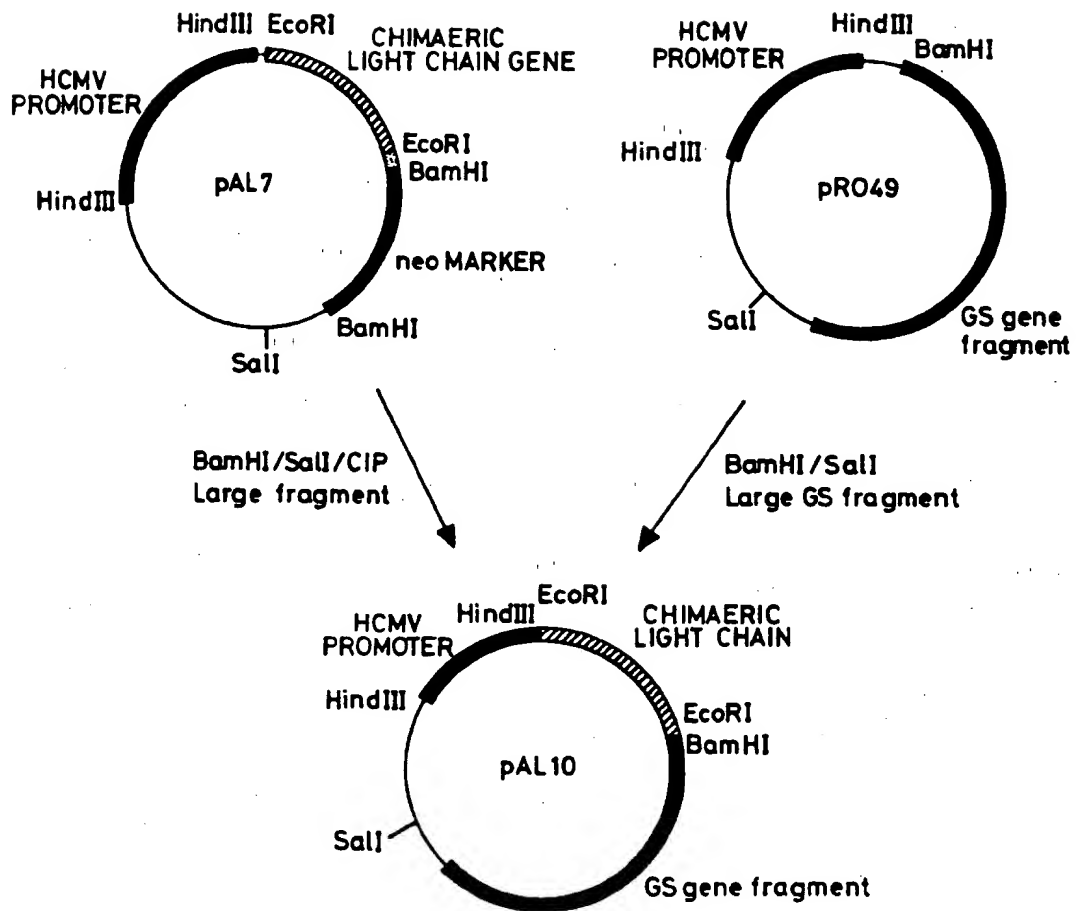 HindIII EcoRI
CHIMAERIC
LIGHT CHAIN GENE
HCMV
PROMOTER
EcoRI
BamHI
HindIII
pAL7
neo MARKER
BamHI
SalI
HCMV
PROMOTER
HindIII
BamHI
HindIII
pRO49
SalI
GS gene
fragment
BamHI/SalI/CIP
Large fragment
BamHI/SalI
Large GS fragment
EcoRI
HindIII
HCMV
PROMOTER
CHIMAERIC
LIGHT CHAIN
HindIII
EcoRI
BamHI
pAL10
SalI
GS gene fragment